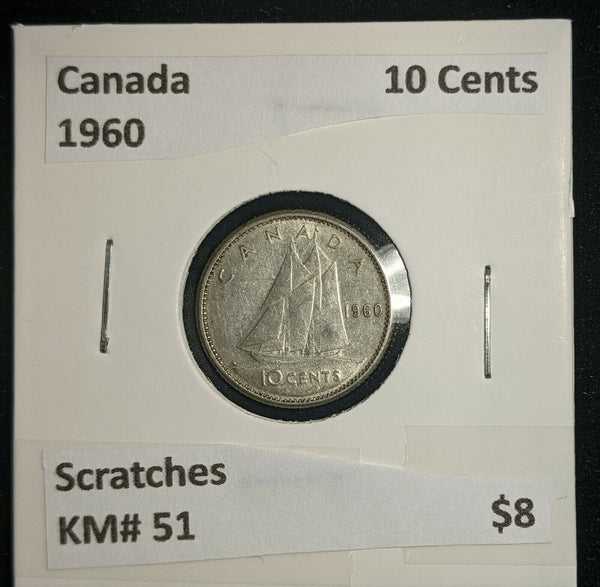 Canada 10 Cents
1960
CANADA
1960
10 CENTS
Scratches
KM# 51 $8